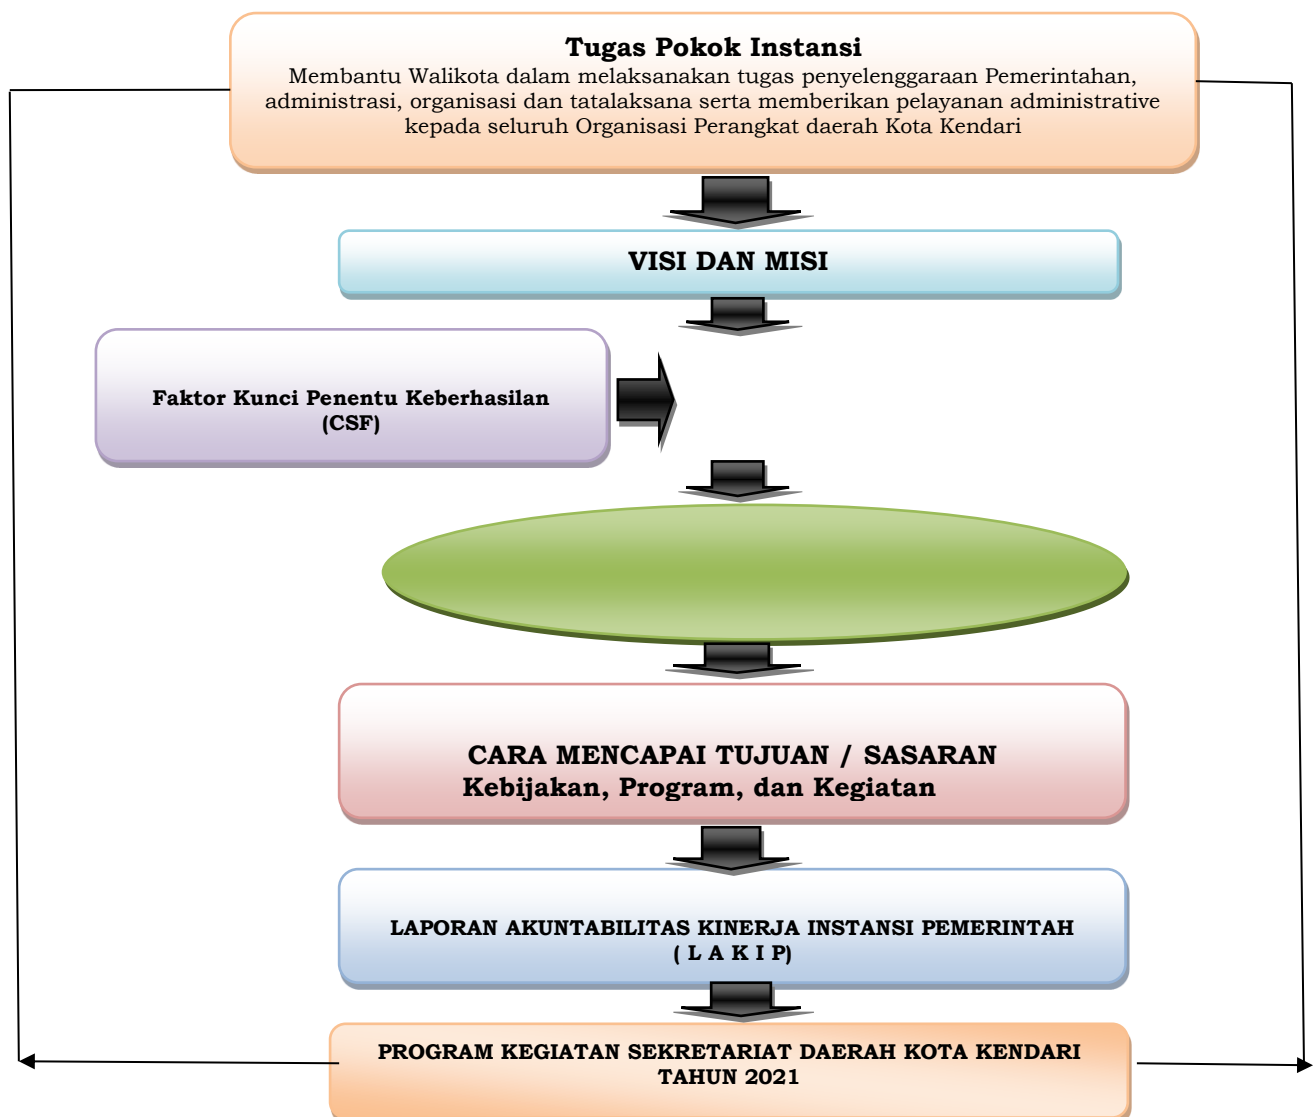 Tugas Pokok Instansi
Membantu Walikota dalam melaksanakan tugas penyelenggaraan Pemerintahan,
administrasi, organisasi dan tatalaksana serta memberikan pelayanan administrative
kepada seluruh Organisasi Perangkat daerah Kota Kendari
VISI DAN MISI
Faktor Kunci Penentu Keberhasilan
(CSF)
CARA MENCAPAI TUJUAN / SASARAN
Kebijakan, Program, dan Kegiatan
LAPORAN AKUNTABILITAS KINERJA INSTANSI PEMERINTAH
( L A K I P)
PROGRAM KEGIATAN SEKRETARIAT DAERAH KOTA KENDARI
TAHUN 2021